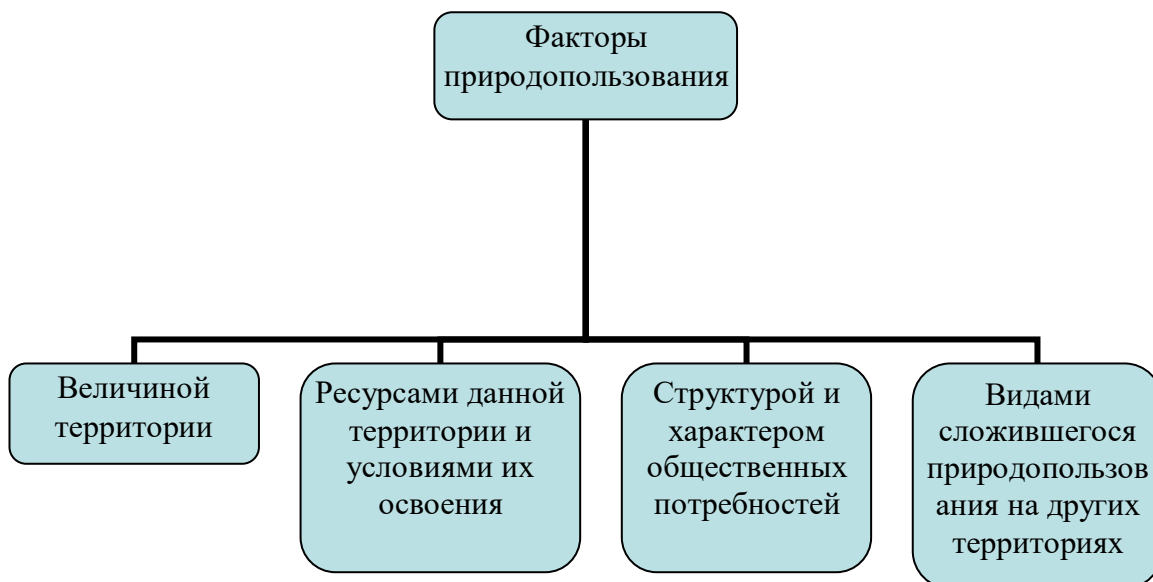 Факторы
природопользования
Величиной
территории
Ресурсами данной
территории и
условиями их
освоения
Структурой и
характером
общественных
потребностей
Видами
сложившегося
природопользов
ания на других
территориях